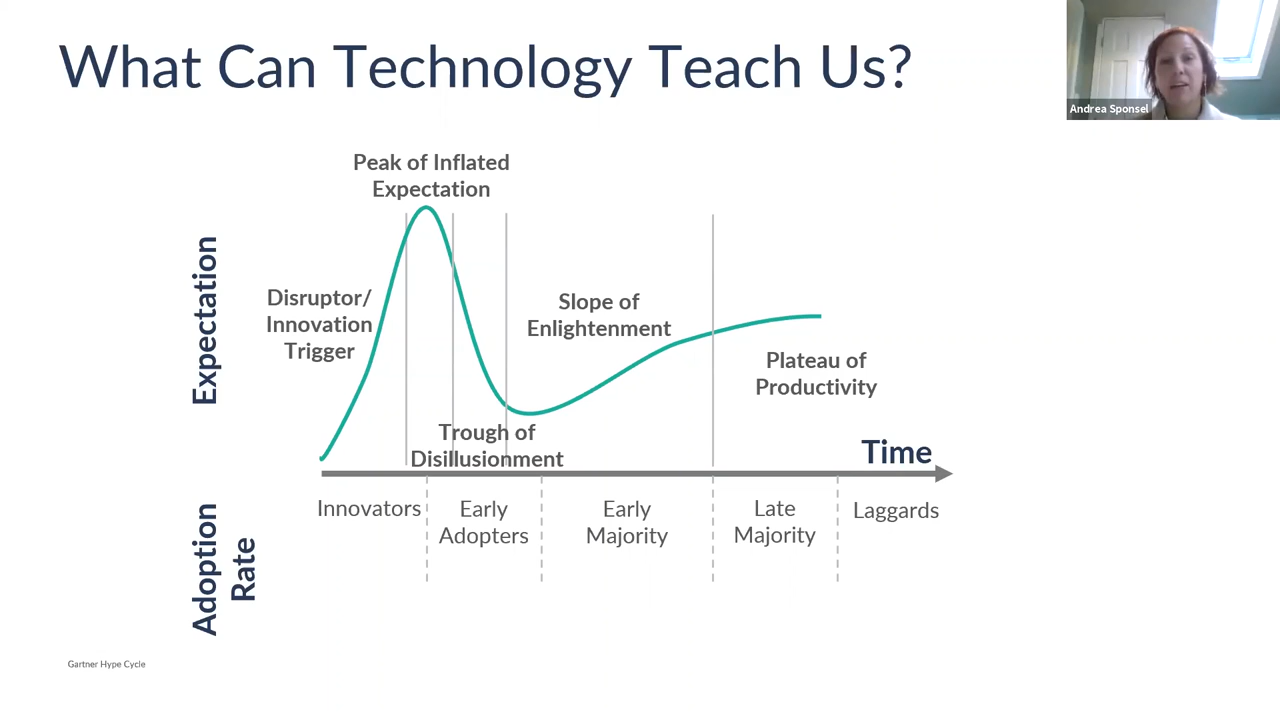 What Can Technology Teach Us?
Andrea Sponsel
Peak of Inflated
Expectation
Expectation
Disruptor/
Innovation
Trigger
Slope of
Enlightenment
Plateau of
Productivity
Trough of
Disillusionment
Time
Adoption
Rate
Innovators
Early
Adopters
Early
Majority
Late
Majority
Laggards
Gartner Hype Cycle